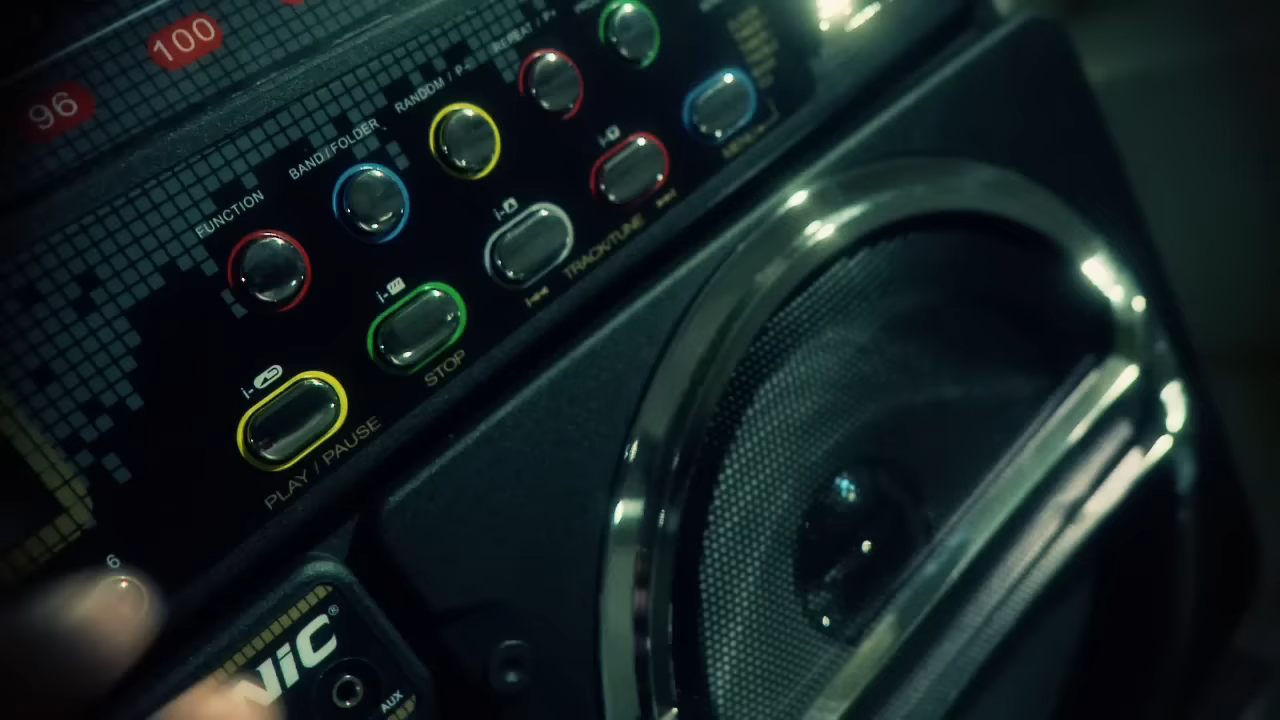 100
96
REPEAT / P+
RANDOM / P-
BAND/FOLDER
FUNCTION
TRACK/TUNE
STOP
PLAY / PAUSE
6
NiC®
AUX